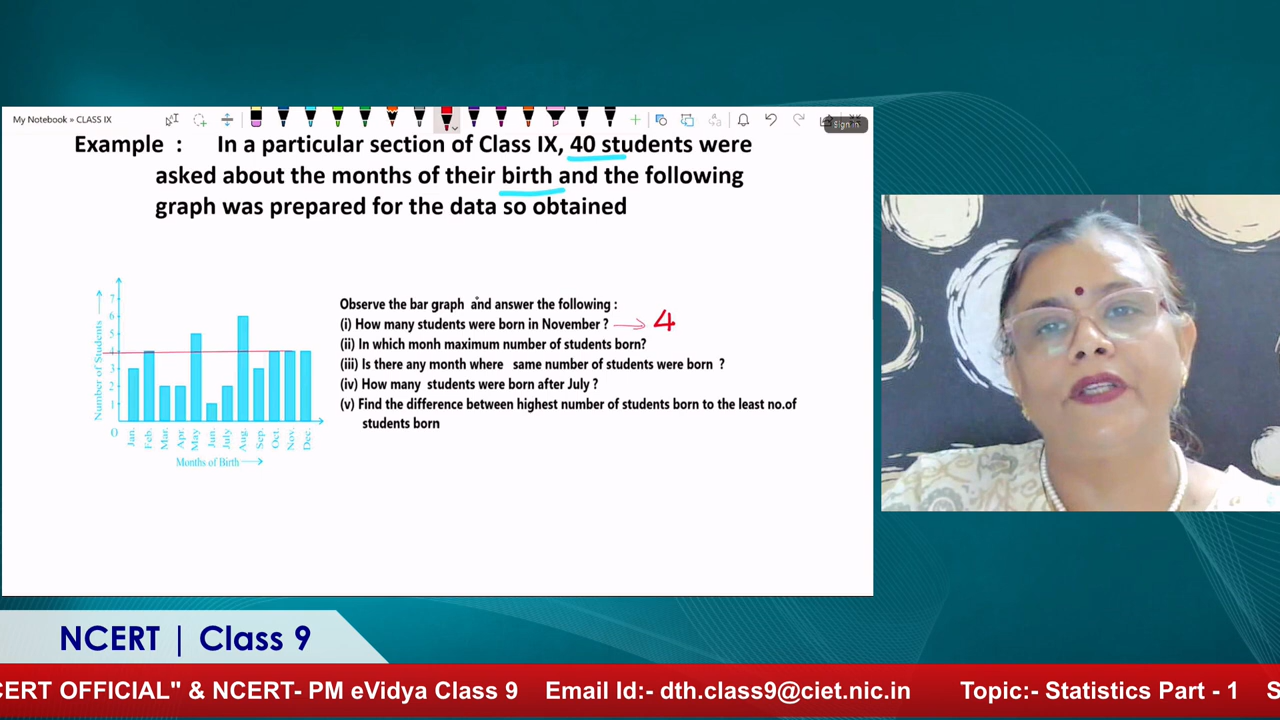 My Notebook » CLASS IX
Sign in
Example : In a particular section of Class IX, 40 students were
asked about the months of their birth and the following
graph was prepared for the data so obtained
Number of Students
7
6
5
4
3
2
1
0
Jan. Feb. Mar. Apr. May Jun. July Aug. Sep. Oct. Nov. Dec.
Months of Birth
Observe the bar graph and answer the following :
(i) How many students were born in November ? 4
(ii) In which monh maximum number of students born?
(iii) Is there any month where same number of students were born ?
(iv) How many students were born after July ?
(v) Find the difference between highest number of students born to the least no.of
students born
NCERT | Class 9
CERT OFFICIAL" & NCERT- PM eVidya Class 9 Email Id:- dth.class9@ciet.nic.in Topic:- Statistics Part - 1 S